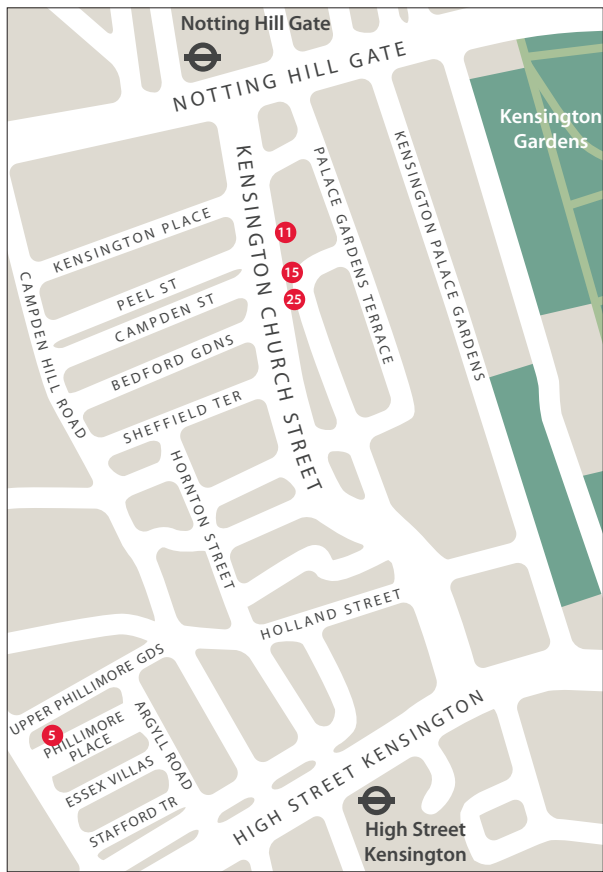 Notting Hill Gate
NOTTING HILL GATE
Kensington
Gardens
KENSINGTON CHURCH STREET
PALACE GARDENS TERRACE
KENSINGTON PALACE GARDENS
KENSINGTON PLACE
11
15
25
PEEL ST
CAMPDEN ST
CAMPDEN HILL ROAD
BEDFORD GDNS
SHEFFIELD TER
HORNTON STREET
HOLLAND STREET
UPPER PHILLIMORE GDS
5
PHILLIMORE
PLACE
ARGYLL ROAD
ESSEX VILLAS
STAFFORD TR
HIGH STREET KENSINGTON
High Street
Kensington